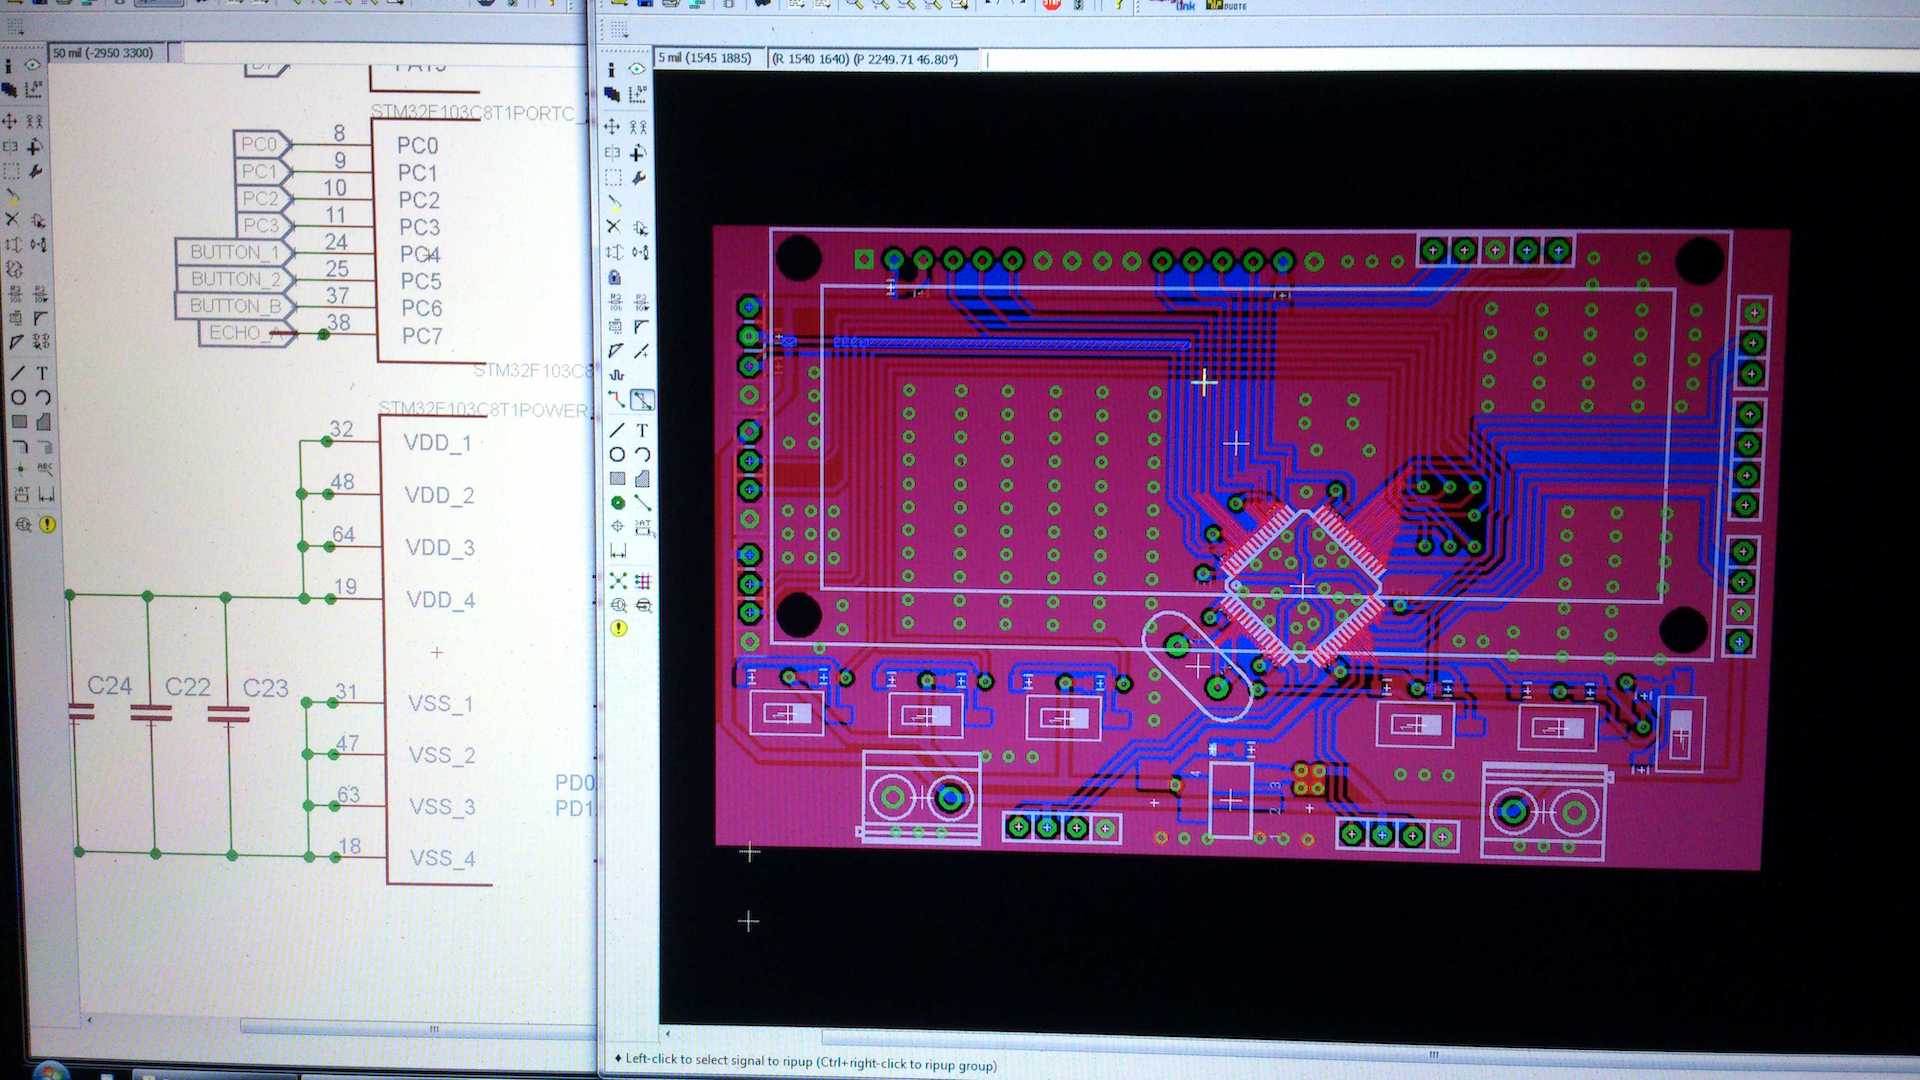 50 mil (-2950 3300)
STM32F103C8T1PORTC
PC0 8 PC0
PC1 9 PC1
PC2 10 PC2
PC3 11 PC3
BUTTON_1 24 PC4
BUTTON_2 25 PC5
BUTTON_B 37 PC6
ECHO_A 38 PC7
STM32F103C8
STM32F103C8T1POWER
32 VDD_1
48 VDD_2
64 VDD_3
19 VDD_4
C24 C22 C23
31 VSS_1
47 VSS_2
63 VSS_3
18 VSS_4
PD0
PD1
5 mil (1545 1885)
(R 1540 1640) (P 2249.71 46.80°)
Left-click to select signal to ripup (Ctrl+right-click to ripup group)